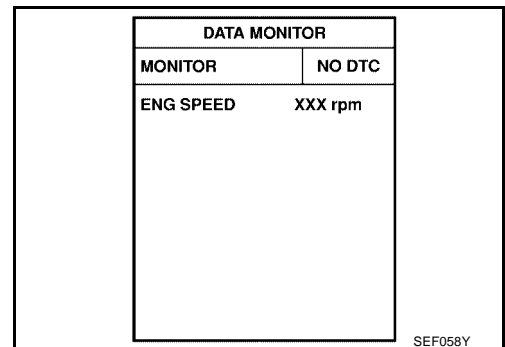 DATA MONITOR
MONITOR NO DTC
ENG SPEED XXX rpm
SEF058Y